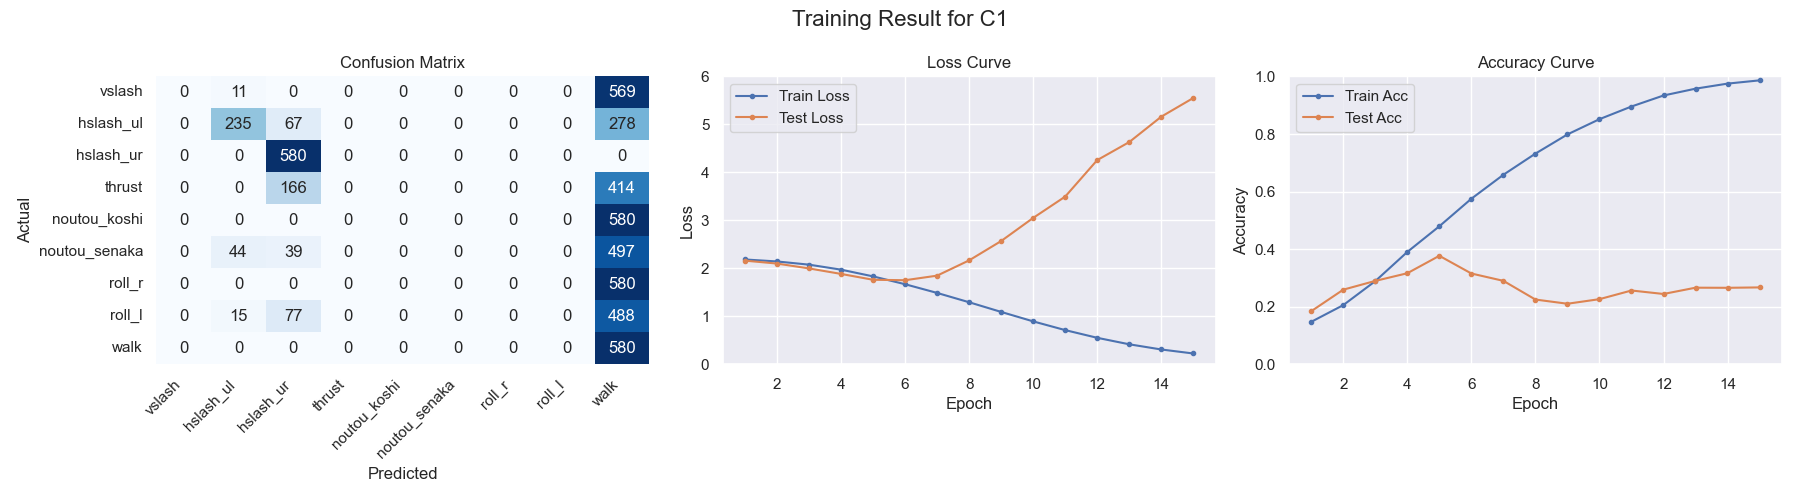 Training Result for C1
Confusion Matrix
Actual
vslash 0 11 0 0 0 0 0 0 569
hslash_ul 0 235 67 0 0 0 0 0 278
hslash_ur 0 0 580 0 0 0 0 0 0
thrust 0 0 166 0 0 0 0 0 414
noutou_koshi 0 0 0 0 0 0 0 0 580
noutou_senaka 0 44 39 0 0 0 0 0 497
roll_r 0 0 0 0 0 0 0 0 580
roll_l 0 15 77 0 0 0 0 0 488
walk 0 0 0 0 0 0 0 0 580
vslash hslash_ul hslash_ur thrust noutou_koshi noutou_senaka roll_r roll_l walk
Predicted
Loss Curve
Train Loss
Test Loss
Loss
6
5
4
3
2
1
0
2 4 6 8 10 12 14
Epoch
Accuracy Curve
Train Acc
Test Acc
Accuracy
1.0
0.8
0.6
0.4
0.2
0.0
2 4 6 8 10 12 14
Epoch